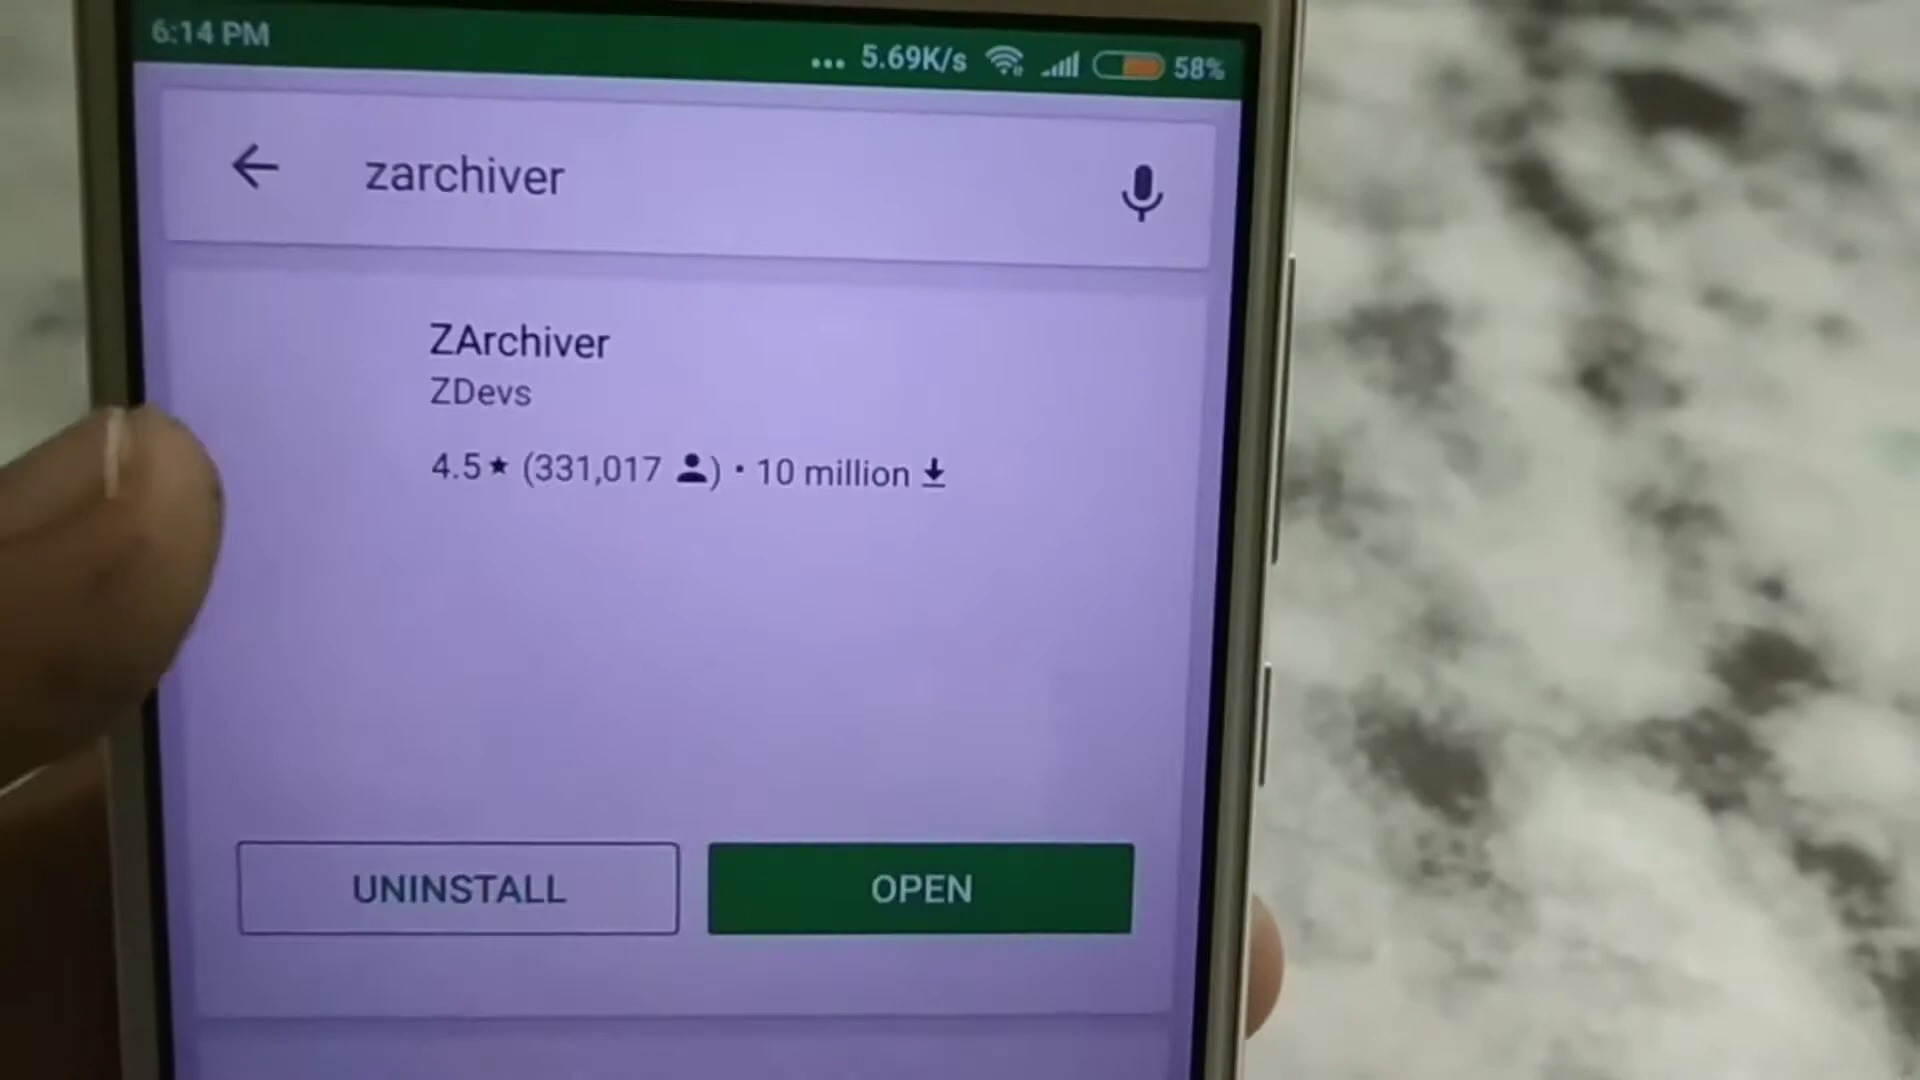 6:14 PM ... 5.69K/s 58%
zarchiver
ZArchiver
ZDevs
4.5★ (331,017 ) • 10 million
UNINSTALL OPEN